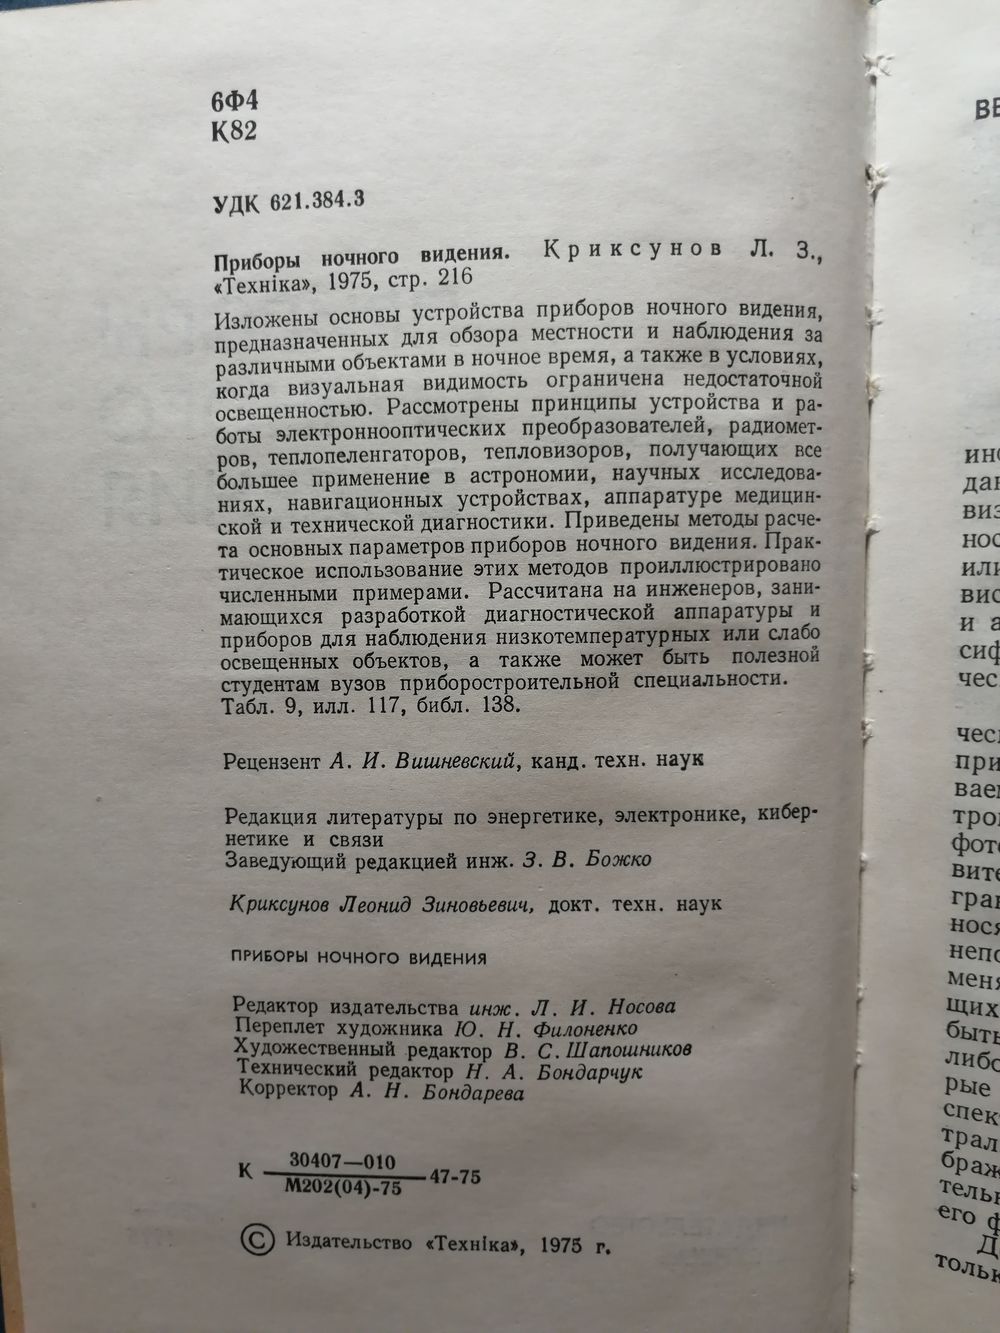 6Ф4
К82
УДК 621.384.3
Приборы ночного видения. Криксунов Л. З.,
«Технiка», 1975, стр. 216
Изложены основы устройства приборов ночного видения,
предназначенных для обзора местности и наблюдения за
различными объектами в ночное время, а также в условиях,
когда визуальная видимость ограничена недостаточной
освещенностью. Рассмотрены принципы устройства и ра-
боты электроннооптических преобразователей, радиомет-
ров, теплопеленгаторов, тепловизоров, получающих все
большее применение в астрономии, научных исследова-
ниях, навигационных устройствах, аппаратуре медицин-
ской и технической диагностики. Приведены методы расче-
та основных параметров приборов ночного видения. Прак-
тическое использование этих методов проиллюстрировано
численными примерами. Рассчитана на инженеров, зани-
мающихся разработкой диагностической аппаратуры и
приборов для наблюдения низкотемпературных или слабо
освещенных объектов, а также может быть полезной
студентам вузов приборостроительной специальности.
Табл. 9, илл. 117, библ. 138.
Рецензент А. И. Вишневский, канд. техн. наук
Редакция литературы по энергетике, электронике, кибер-
нетике и связи
Заведующий редакцией инж. З. В. Божко
Криксунов Леонид Зиновьевич, докт. техн. наук
ПРИБОРЫ НОЧНОГО ВИДЕНИЯ
Редактор издательства инж. Л. И. Носова
Переплет художника Ю. Н. Филоненко
Художественный редактор В. С. Шапошников
Технический редактор Н. А. Бондарчук
Корректор А. Н. Бондарева
К 30407—010
М202(04)-75 47-75
© Издательство «Технiка», 1975 г.